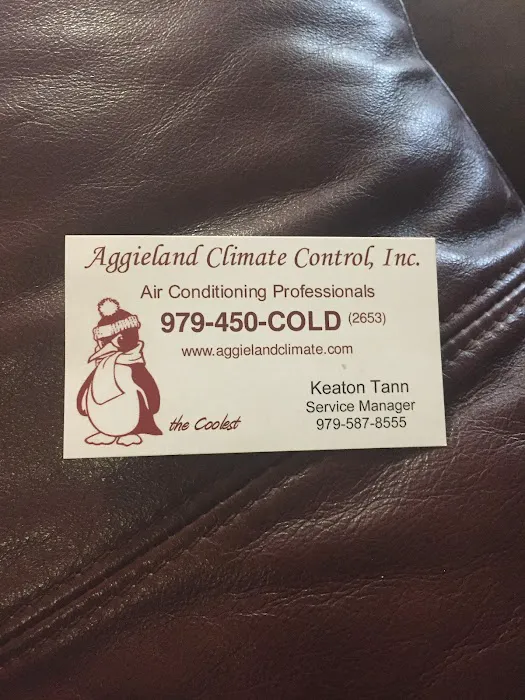 Aggieland Climate Control, Inc.
Air Conditioning Professionals
979-450-COLD (2653)
www.aggielandclimate.com
Keaton Tann
Service Manager
979-587-8555
the Coolest